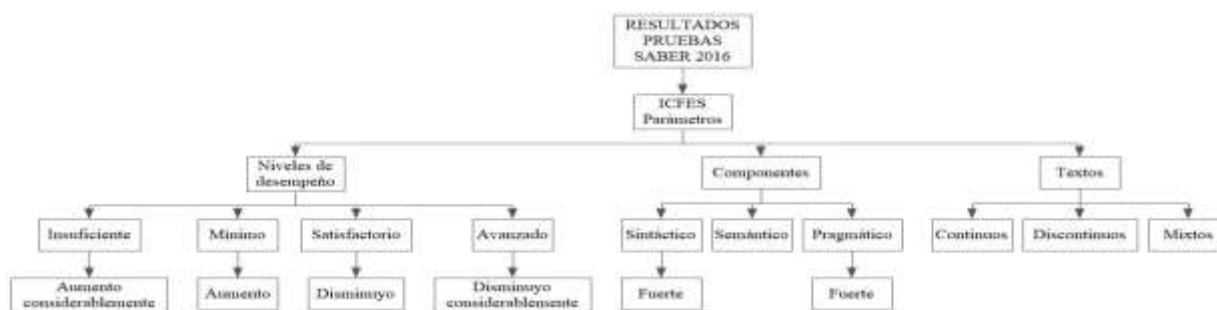 RESULTADOS
PRUEBAS
SABER 2016
ICFES
Parámetros
Niveles de
desempeño
Componentes
Textos
Insuficiente
Mínimo
Satisfactorio
Avanzado
Sintáctico
Semántico
Pragmático
Continuos
Discontinuos
Mixtos
Aumento
considerablemente
Aumento
Disminuyo
Disminuyo
considerablemente
Fuerte
Fuerte